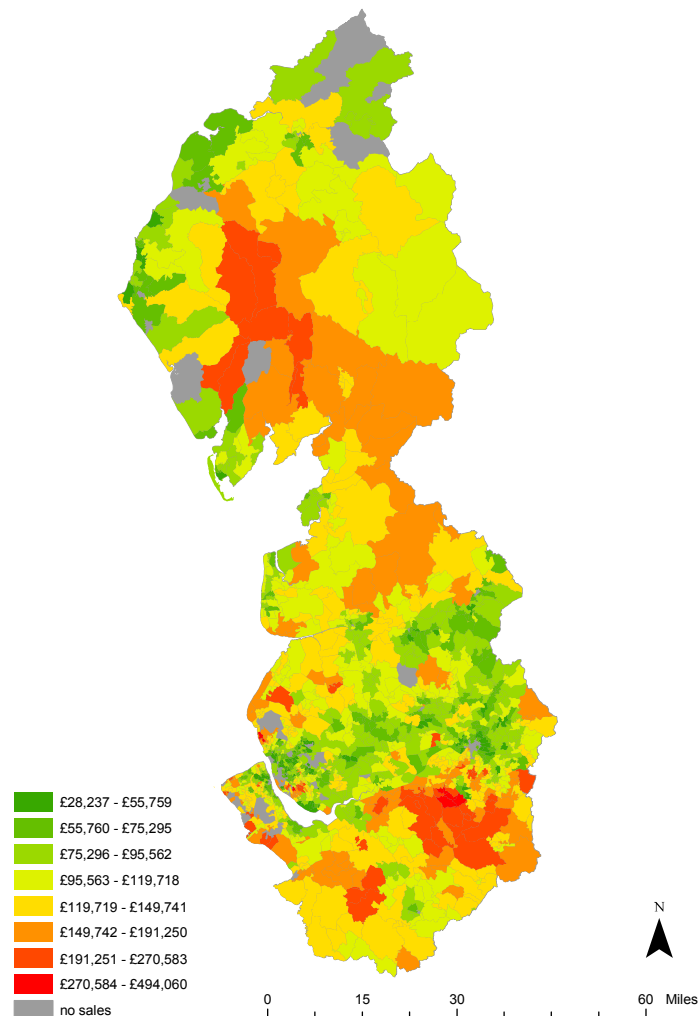 £28,237 - £55,759
£55,760 - £75,295
£75,296 - £95,562
£95,563 - £119,718
£119,719 - £149,741
£149,742 - £191,250
£191,251 - £270,583
£270,584 - £494,060
no sales
N
0 15 30 60 Miles